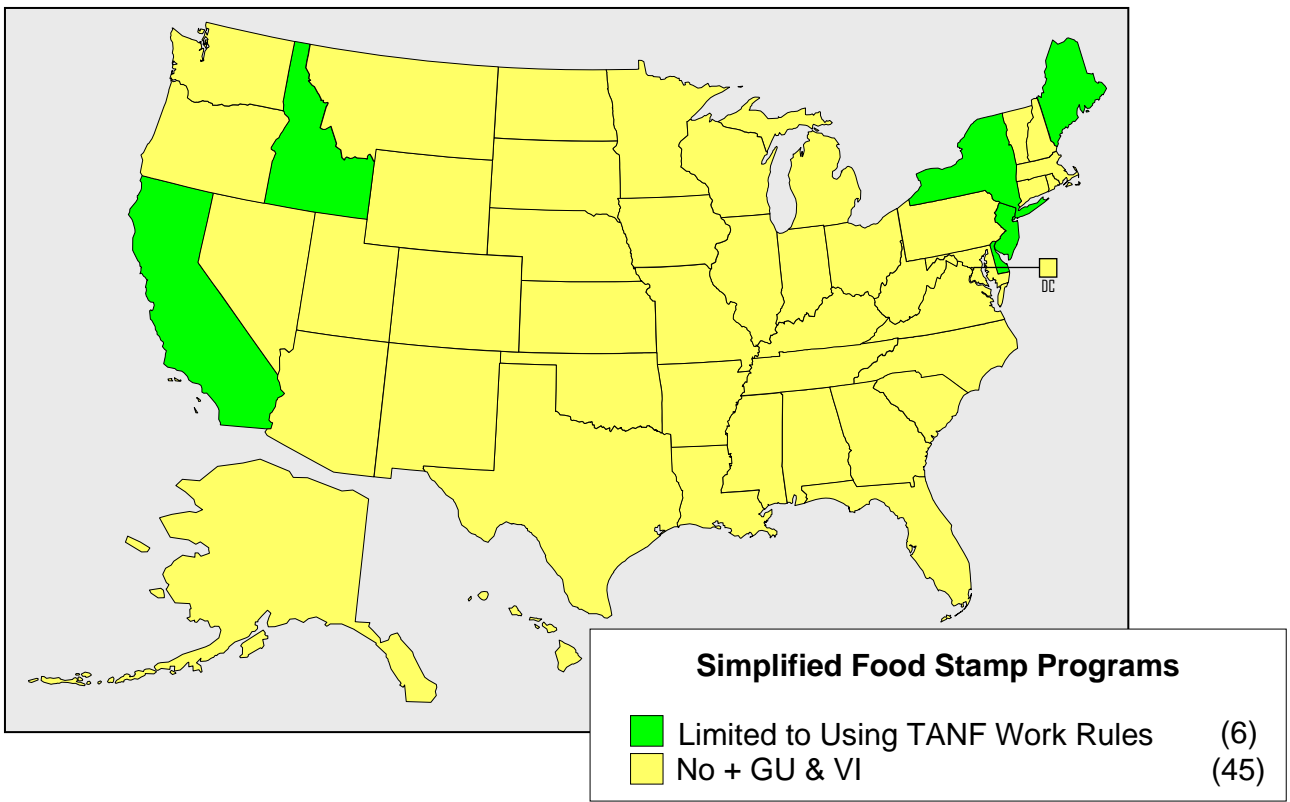 DC
Simplified Food Stamp Programs
Limited to Using TANF Work Rules (6)
No + GU & VI (45)